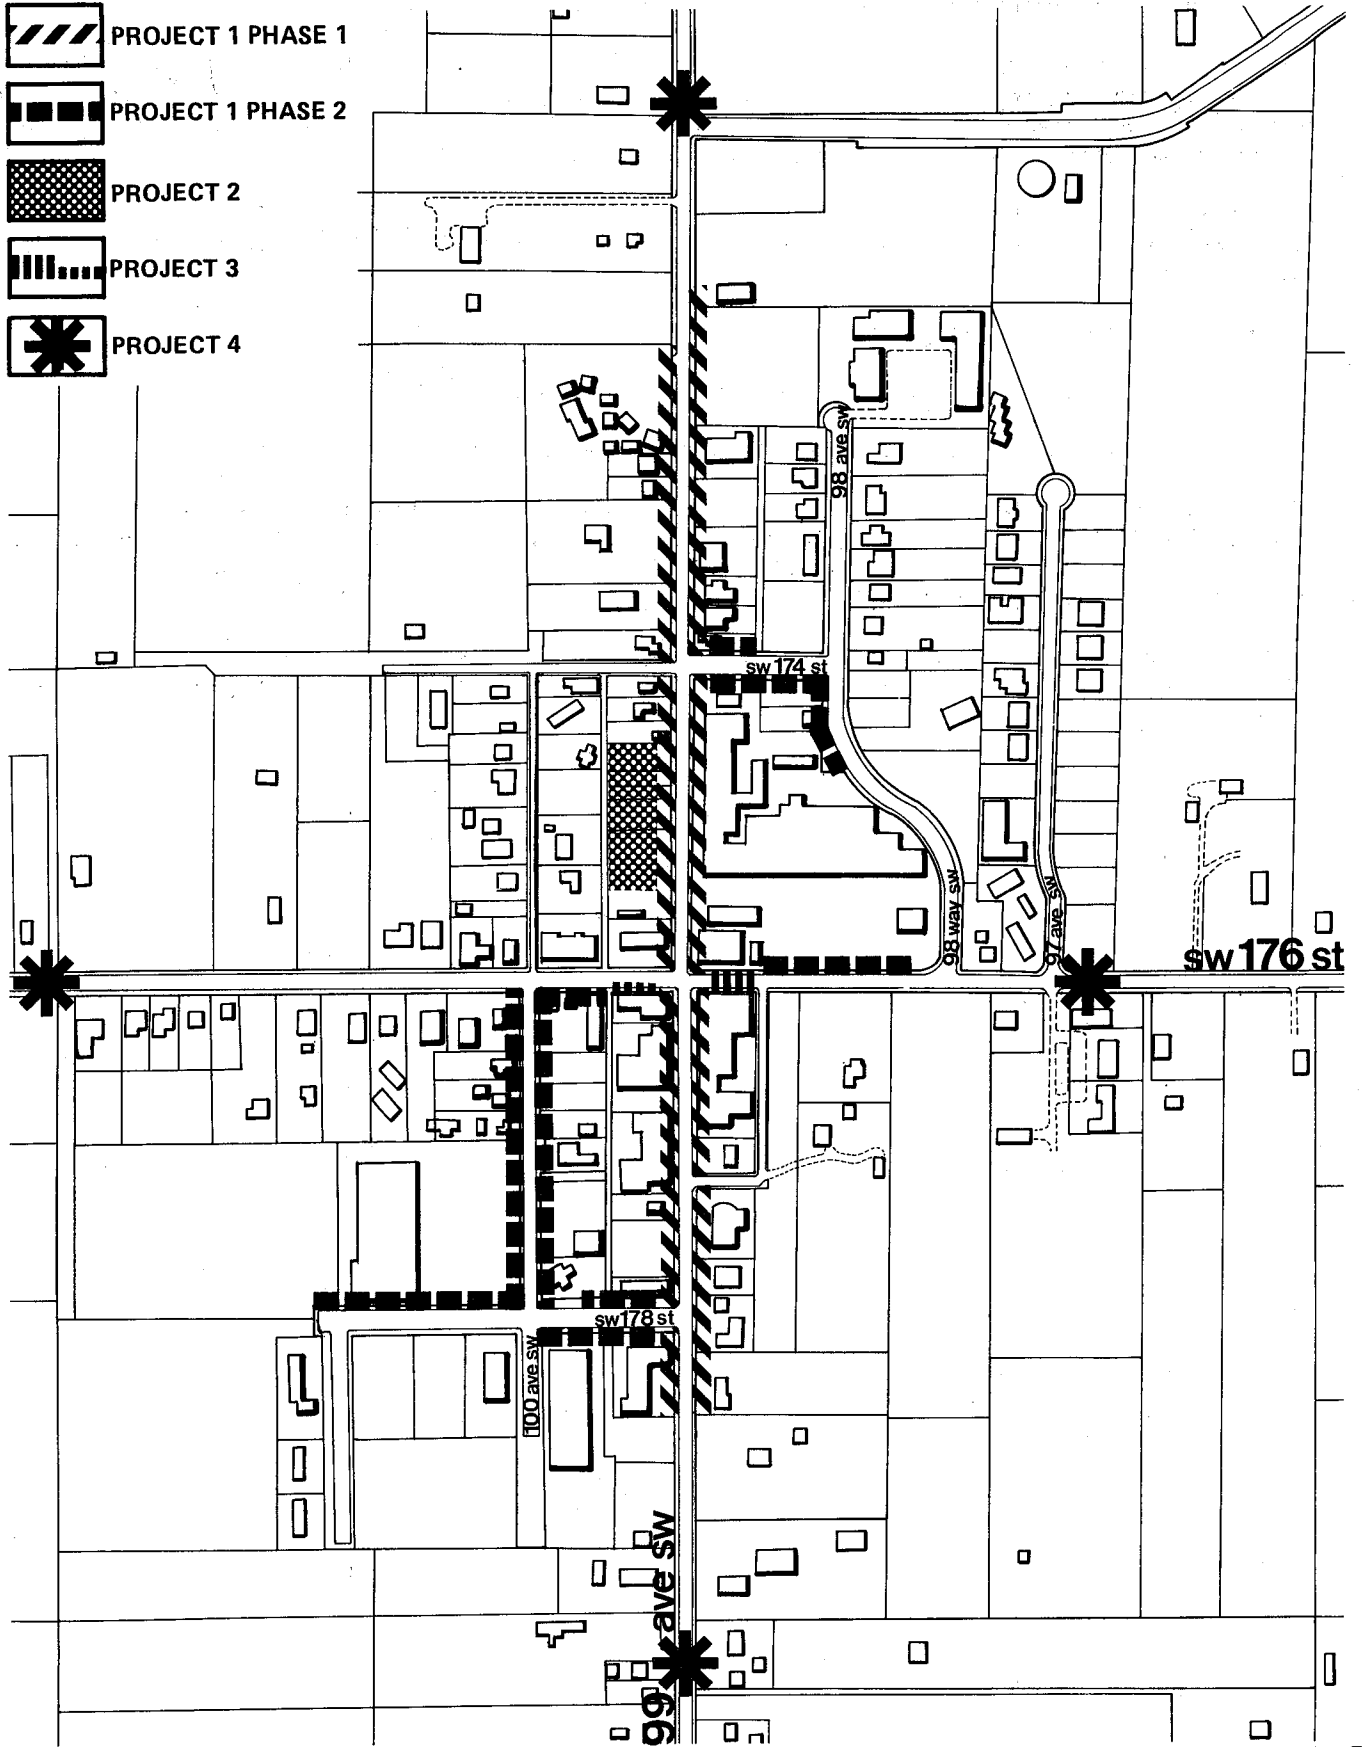 PROJECT 1 PHASE 1
PROJECT 1 PHASE 2
PROJECT 2
PROJECT 3
PROJECT 4
98 ave sw
sw 174 st
98 way sw
97 ave sw
sw 176 st
sw 178 st
100 ave sw
99 ave sw